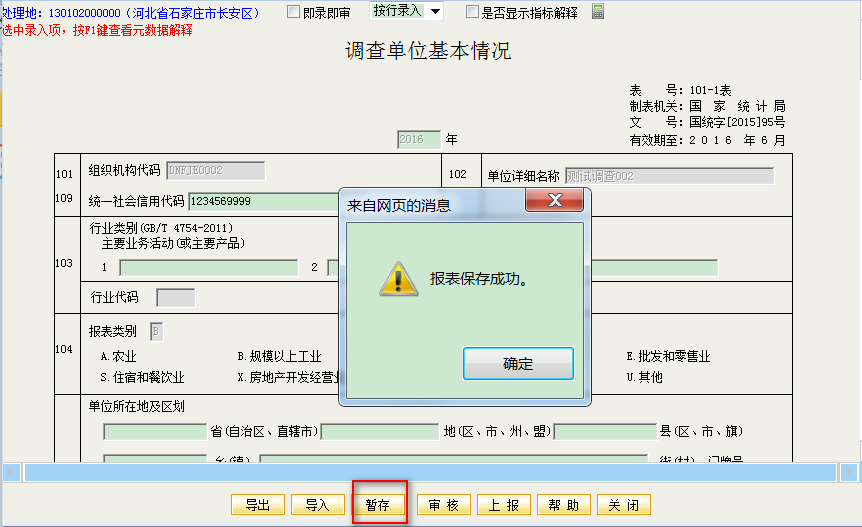 处理地: 130102000000 (河北省石家庄市长安区) 即录即审 按行录入 是否显示指标解释
选中录入项，按F1键查看元数据解释
调查单位基本情况
表 号: 101-1表
制表机关: 国 家 统 计 局
文 号: 国统字[2015]95号
2016 年 有效期至: 2 0 1 6 年 6 月
101 组织机构代码 DNFJE0002 102 单位详细名称 测试调查002
109 统一社会信用代码 1234569999
来自网页的消息
行业类别(GB/T 4754-2011)
主要业务活动(或主要产品)
103 1 2
报表保存成功。
行业代码
报表类别 B
104 A.农业 B.规模以上工业 E.批发和零售业
确定
S.住宿和餐饮业 X.房地产开发经营业 U.其他
单位所在地及区划
省(自治区、直辖市) 地(区、市、州、盟) 县(区、市、旗)
乡(镇) 街(村)、门牌号
导出 导入 暂存 审 核 上 报 帮 助 关 闭